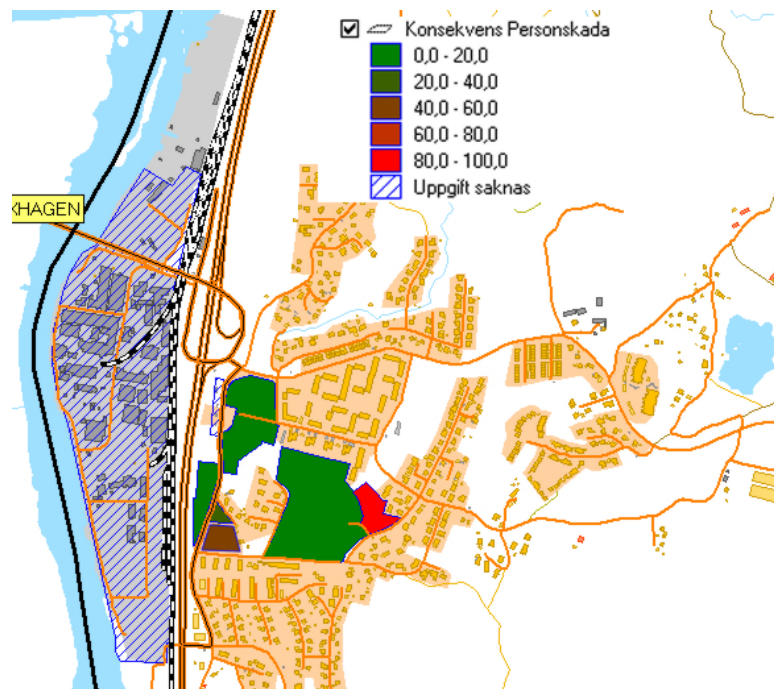 Konsekvens Personskada
0,0 - 20,0
20,0 - 40,0
40,0 - 60,0
60,0 - 80,0
80,0 - 100,0
Uppgift saknas
XHAGEN